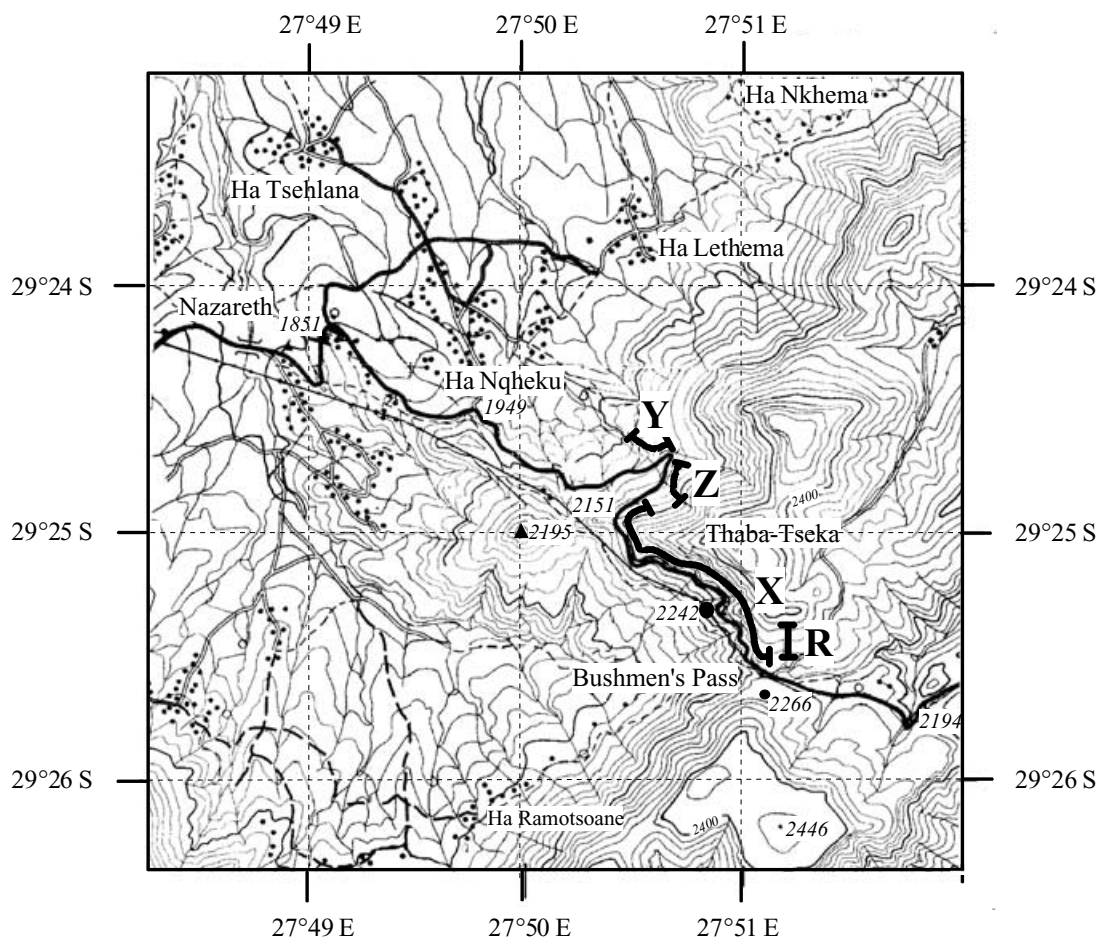 27°49 E 27°50 E 27°51 E
Ha Nkhema
Ha Tsehlana
Ha Lethema
29°24 S 29°24 S
Nazareth
1851
Ha Nqheku
1949
Y
Z
2400
2151
29°25 S 29°25 S
2195
Thaba-Tseka
X
2242
R
Bushmen's Pass
2266
2194
29°26 S 29°26 S
Ha Ramotsoane
2400
2446
27°49 E 27°50 E 27°51 E